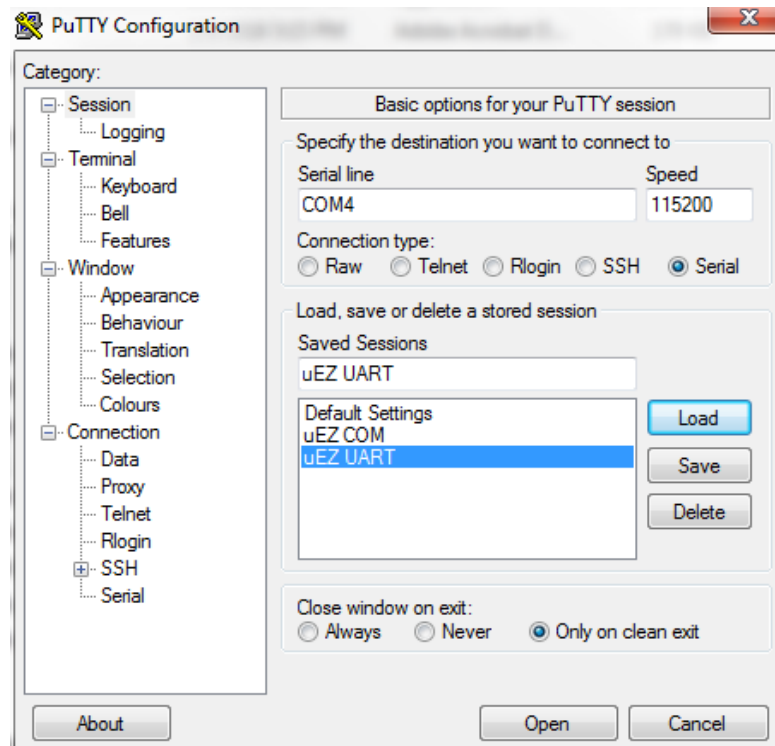 PuTTY Configuration
Category:
Session
Logging
Terminal
Keyboard
Bell
Features
Window
Appearance
Behaviour
Translation
Selection
Colours
Connection
Data
Proxy
Telnet
Rlogin
SSH
Serial
Basic options for your PuTTY session
Specify the destination you want to connect to
Serial line Speed
COM4 115200
Connection type:
Raw Telnet Rlogin SSH Serial
Load, save or delete a stored session
Saved Sessions
uEZ UART
Default Settings
uEZ COM
uEZ UART
Load
Save
Delete
Close window on exit:
Always Never Only on clean exit
About Open Cancel